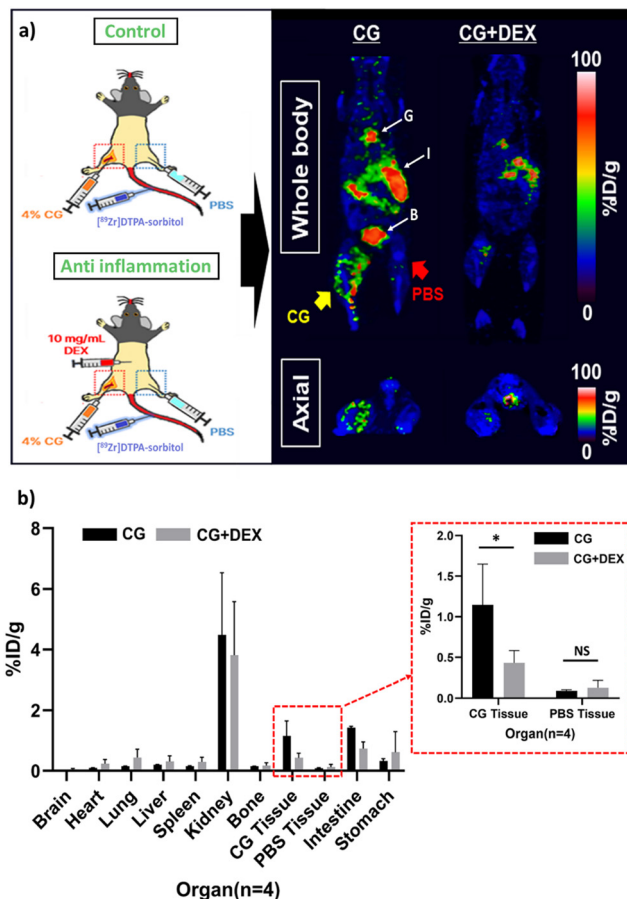 a)
Control
4% CG
[⁸⁹Zr]DTPA-sorbitol
PBS
Anti inflammation
10 mg/mL
DEX
4% CG
[⁸⁹Zr]DTPA-sorbitol
PBS
CG
CG+DEX
Whole body
G
I
B
CG
PBS
100
%ID/g
0
Axial
100
%ID/g
0
b)
%ID/g
8
6
4
2
0
CG
CG+DEX
Brain
Heart
Lung
Liver
Spleen
Kidney
Bone
CG Tissue
PBS Tissue
Intestine
Stomach
Organ(n=4)
%ID/g
2.0
1.5
1.0
0.5
0.0
CG
CG+DEX
*
NS
CG Tissue
PBS Tissue
Organ(n=4)